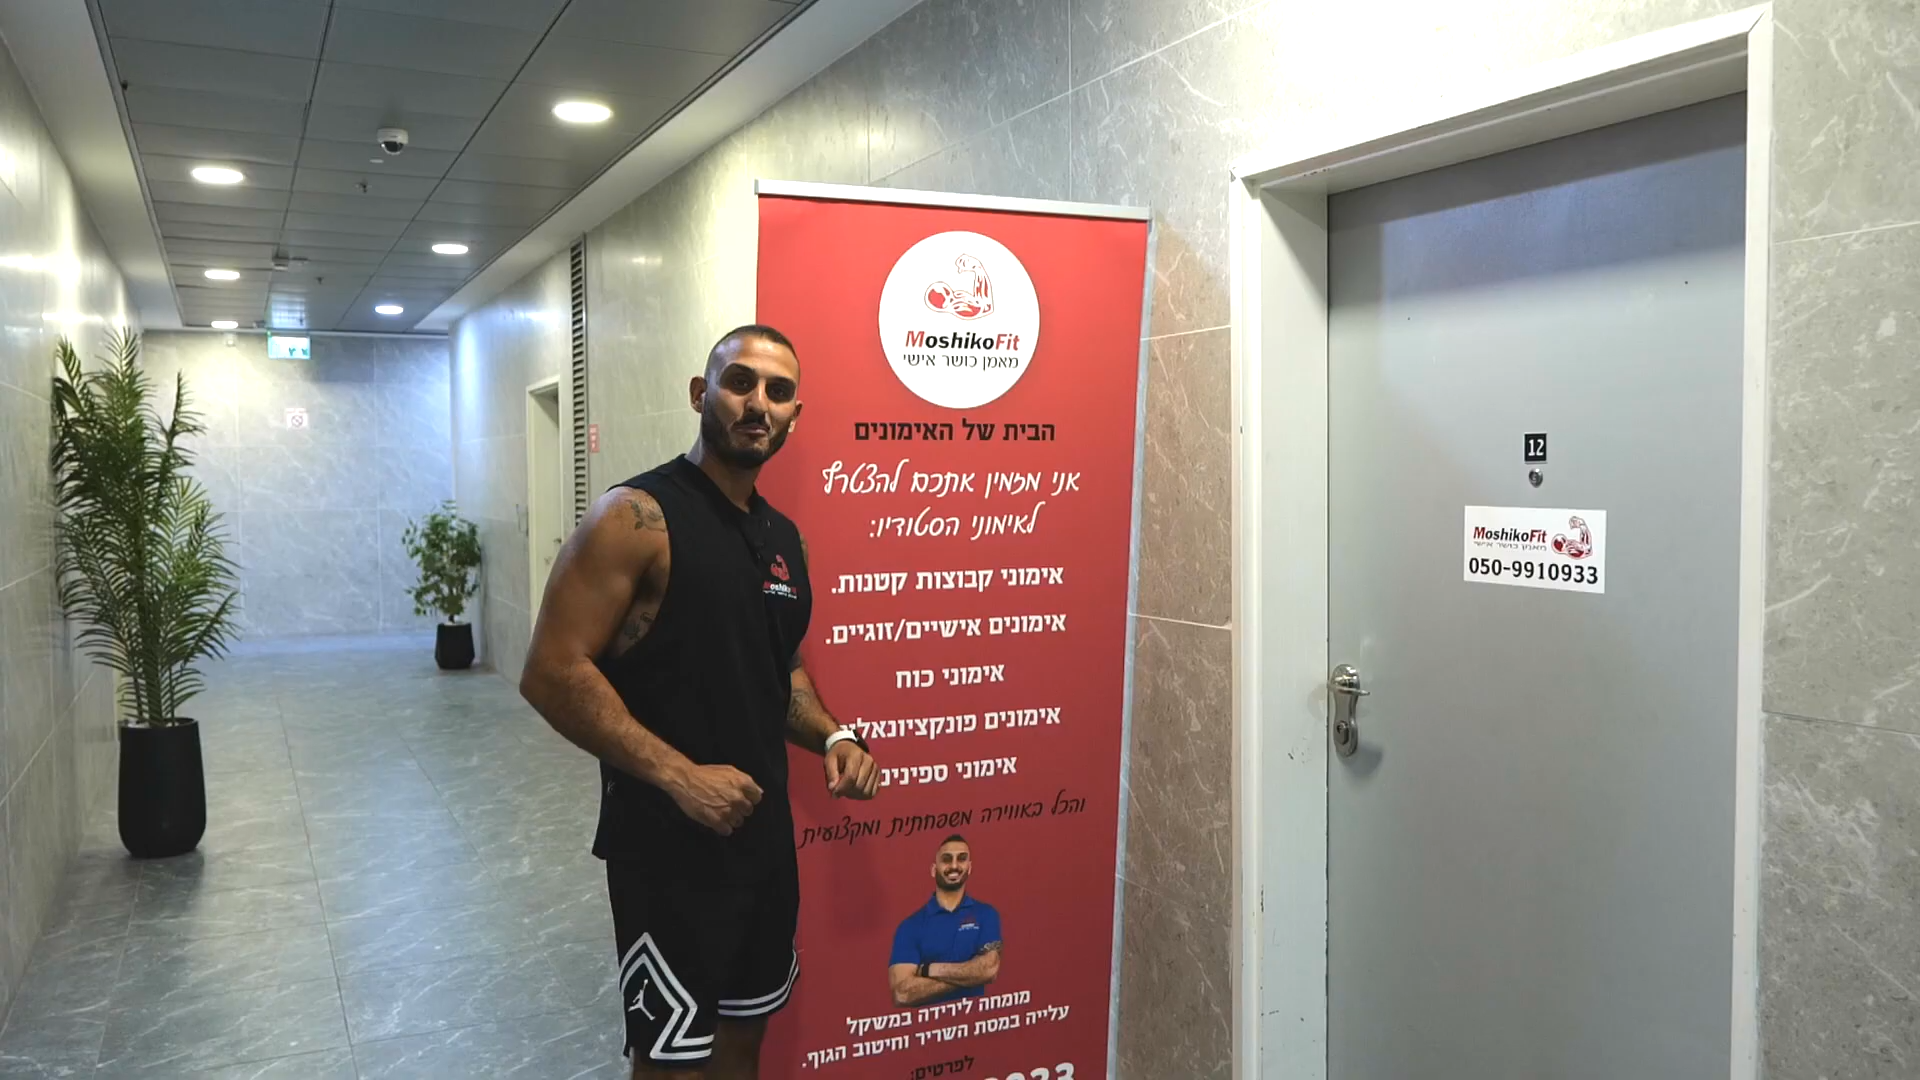 MoshikoFit
מאמן כושר אישי
הבית של האימונים
אני מזמין אתכם להצטרף
לאימוני הסטודיו:
אימוני קבוצות קטנות.
אימונים אישיים/זוגיים.
אימוני כוח
אימונים
אימוני
והכל באווירה משפחתית ומקצועית
מומחה לירידה במשקל
עלייה במסת השריר וחיטוב הגוף.
לפרטים:
12
MoshikoFit
מאמן כושר אישי
050-9910933
MoshikoFit